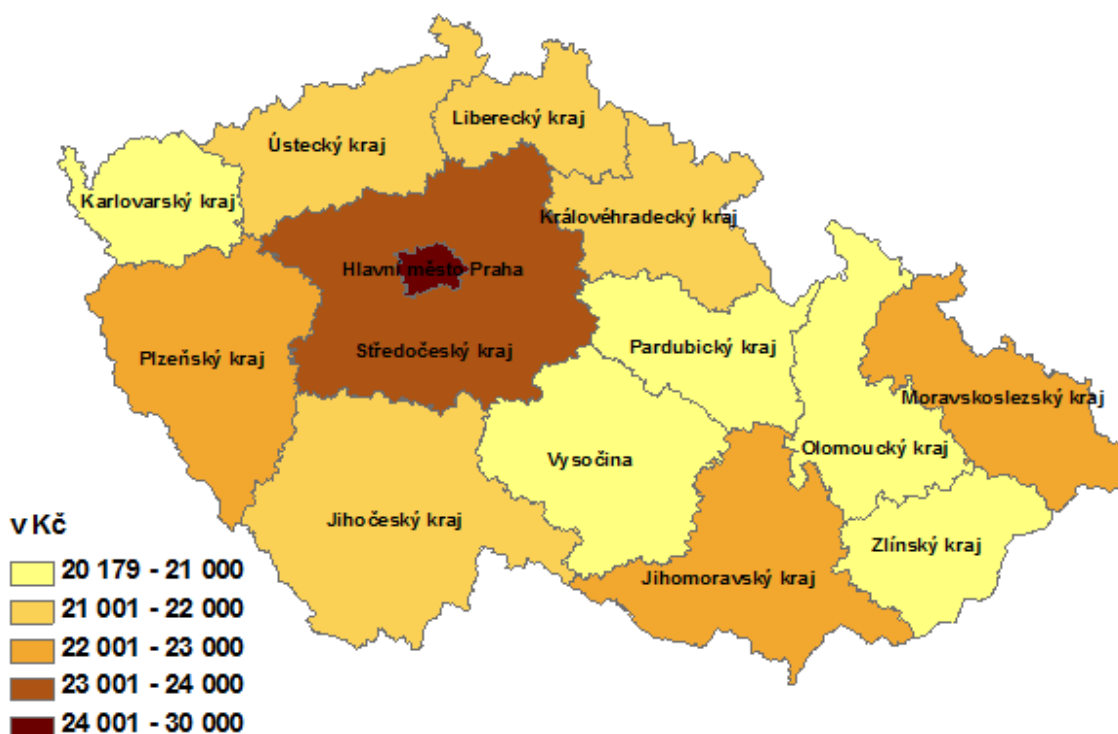 Liberecký kraj
Ústecký kraj
Karlovarský kraj
Královéhradecký kraj
Hlavní město Praha
Plzeňský kraj
Středočeský kraj
Pardubický kraj
Moravskoslezský kraj
Olomoucký kraj
Vysočina
Jihočeský kraj
Zlínský kraj
Jihomoravský kraj
v Kč
20 179 - 21 000
21 001 - 22 000
22 001 - 23 000
23 001 - 24 000
24 001 - 30 000